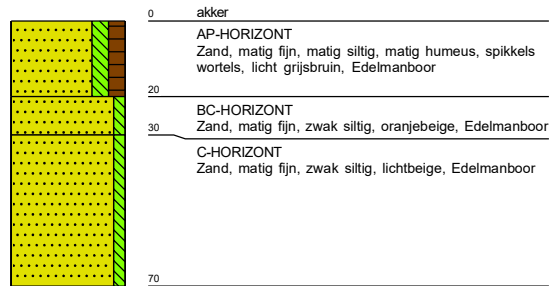 0 akker
AP-HORIZONT
Zand, matig fijn, matig siltig, matig humeus, spikkels
wortels, licht grijsbruin, Edelmanboor
20
BC-HORIZONT
Zand, matig fijn, zwak siltig, oranjebeige, Edelmanboor
30
C-HORIZONT
Zand, matig fijn, zwak siltig, lichtbeige, Edelmanboor
70